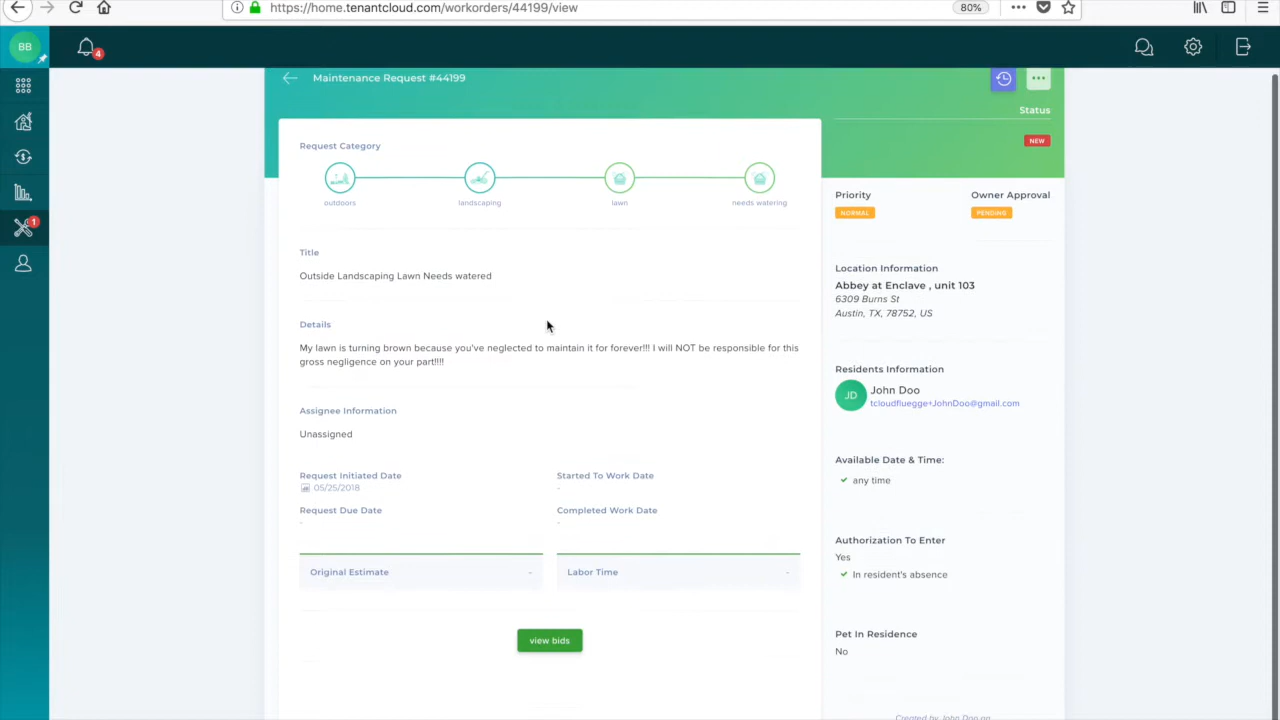 https://home.tenantcloud.com/workorders/44199/view
80%
BB
4
Maintenance Request #44199
Status
NEW
Request Category
outdoors
landscaping
lawn
needs watering
Priority
Owner Approval
NORMAL
PENDING
1
Title
Outside Landscaping Lawn Needs watered
Location Information
Abbey at Enclave , unit 103
6309 Burns St
Austin, TX, 78752, US
Details
My lawn is turning brown because you've neglected to maintain it for forever!!! I will NOT be responsible for this
gross negligence on your part!!!!
Residents Information
JD
John Doo
tcloudfluegge+JohnDoo@gmail.com
Assignee Information
Unassigned
Available Date & Time:
any time
Request Initiated Date
05/25/2018
Started To Work Date
-
Request Due Date
-
Completed Work Date
-
Authorization To Enter
Yes
In resident's absence
Original Estimate -
Labor Time -
view bids
Pet In Residence
No
Created by John Doo on